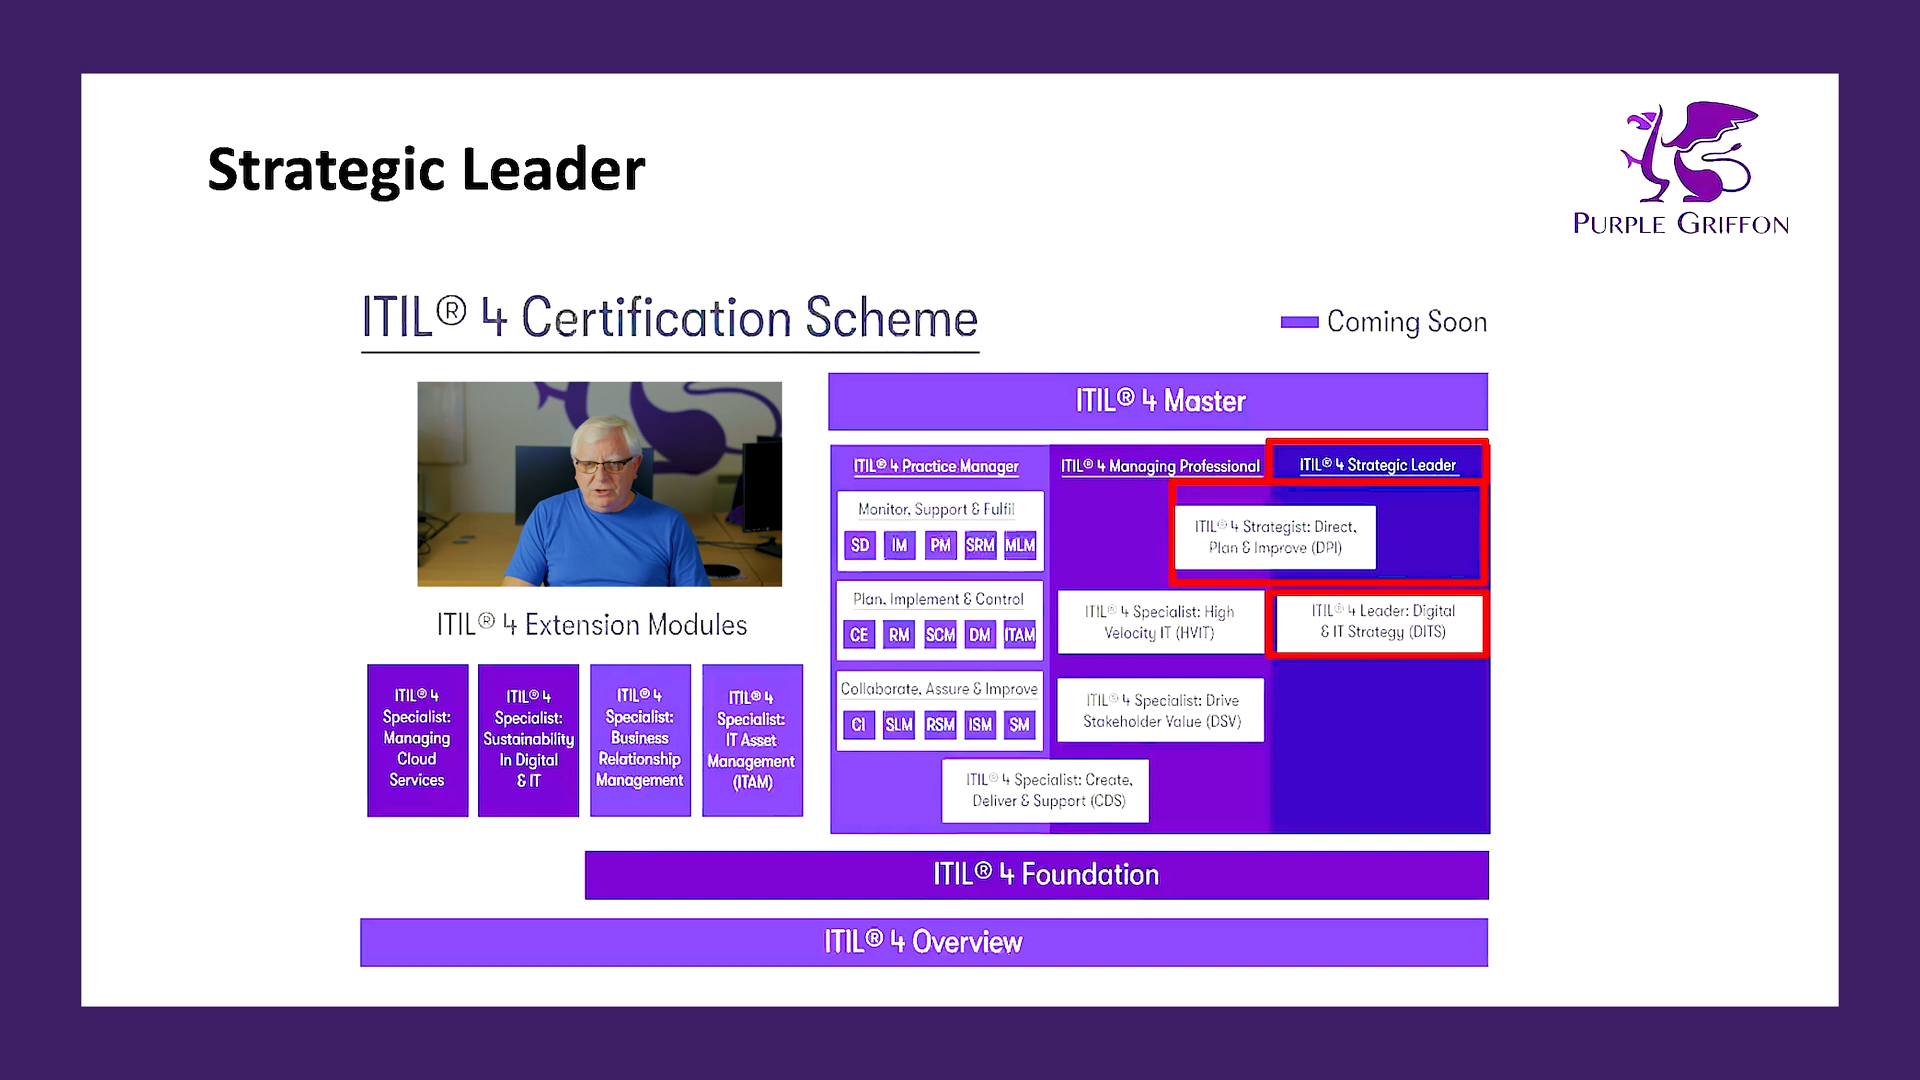 Strategic Leader
PURPLE GRIFFON
ITIL® 4 Certification Scheme
Coming Soon
ITIL® 4 Master
ITIL® 4 Practice Manager
Monitor, Support & Fulfil
SD IM PM SRM MLM
Plan, Implement & Control
CE RM SCM DM ITAM
Collaborate, Assure & Improve
CI SLM RSM ISM SM
ITIL® 4 Managing Professional
ITIL® 4 Strategic Leader
ITIL® 4 Strategist: Direct,
Plan & Improve (DPI)
ITIL® 4 Specialist: High
Velocity IT (HVIT)
ITIL® 4 Leader: Digital
& IT Strategy (DITS)
ITIL® 4 Specialist: Drive
Stakeholder Value (DSV)
ITIL® 4 Specialist: Create,
Deliver & Support (CDS)
ITIL® 4 Extension Modules
ITIL® 4
Specialist:
Managing
Cloud
Services
ITIL® 4
Specialist:
Sustainability
In Digital
& IT
ITIL® 4
Specialist:
Business
Relationship
Management
ITIL® 4
Specialist:
IT Asset
Management
(ITAM)
ITIL® 4 Foundation
ITIL® 4 Overview